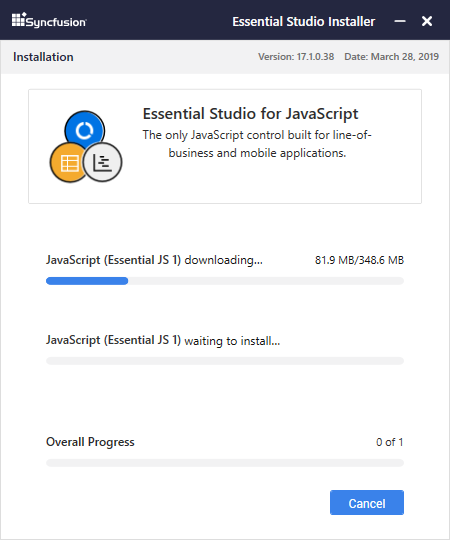 Syncfusion® Essential Studio Installer
Installation Version: 17.1.0.38 Date: March 28, 2019
Essential Studio for JavaScript
The only JavaScript control built for line-of-
business and mobile applications.
JavaScript (Essential JS 1) downloading... 81.9 MB/348.6 MB
JavaScript (Essential JS 1) waiting to install...
Overall Progress 0 of 1
Cancel